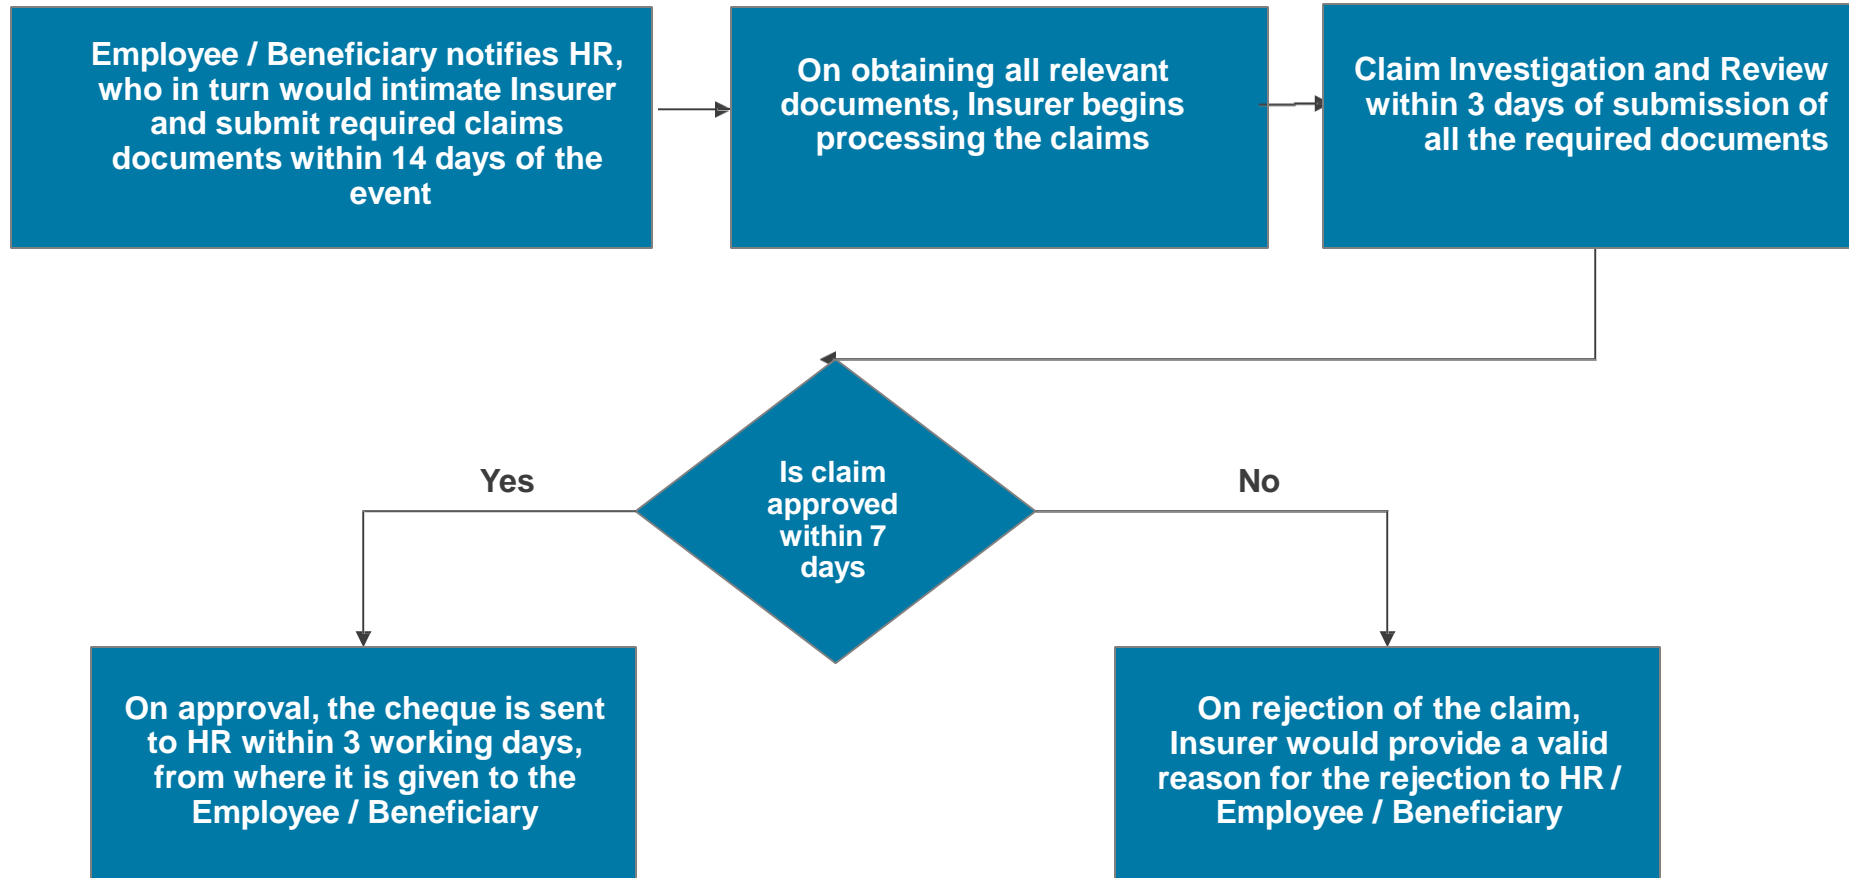 Employee / Beneficiary notifies HR,
who in turn would intimate Insurer
and submit required claims
documents within 14 days of the
event
On obtaining all relevant
documents, Insurer begins
processing the claims
Claim Investigation and Review
within 3 days of submission of
all the required documents
Yes
Is claim
approved
within 7
days
No
On approval, the cheque is sent
to HR within 3 working days,
from where it is given to the
Employee / Beneficiary
On rejection of the claim,
Insurer would provide a valid
reason for the rejection to HR /
Employee / Beneficiary